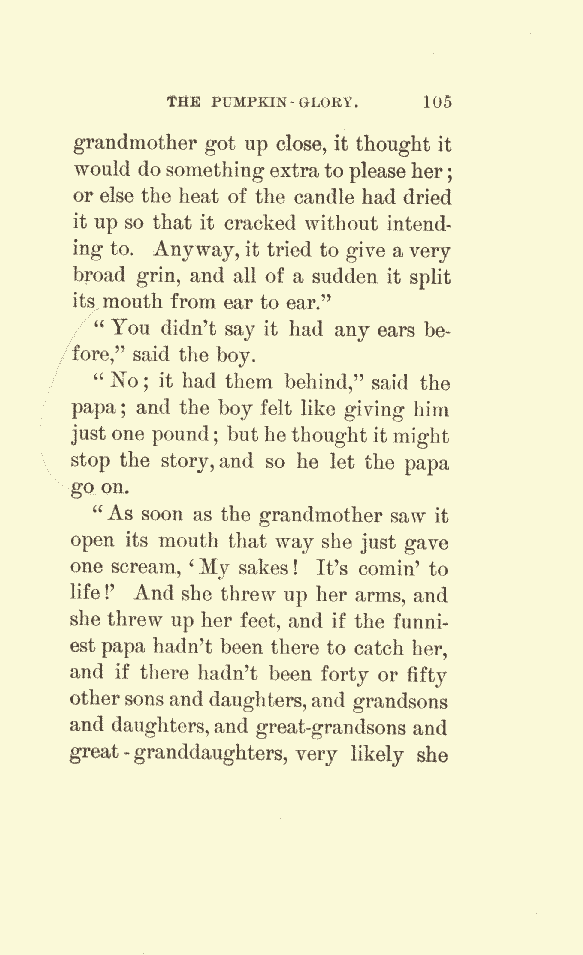 THE PUMPKIN-GLORY. 105
grandmother got up close, it thought it
would do something extra to please her;
or else the heat of the candle had dried
it up so that it cracked without intend-
ing to. Anyway, it tried to give a very
broad grin, and all of a sudden it split
its mouth from ear to ear.”
“You didn’t say it had any ears be-
fore,” said the boy.
“No; it had them behind,” said the
papa; and the boy felt like giving him
just one pound; but he thought it might
stop the story, and so he let the papa
go on.
“As soon as the grandmother saw it
open its mouth that way she just gave
one scream, ‘My sakes! It’s comin’ to
life!’ And she threw up her arms, and
she threw up her feet, and if the funni-
est papa hadn’t been there to catch her,
and if there hadn’t been forty or fifty
other sons and daughters, and grandsons
and daughters, and great-grandsons and
great-granddaughters, very likely she